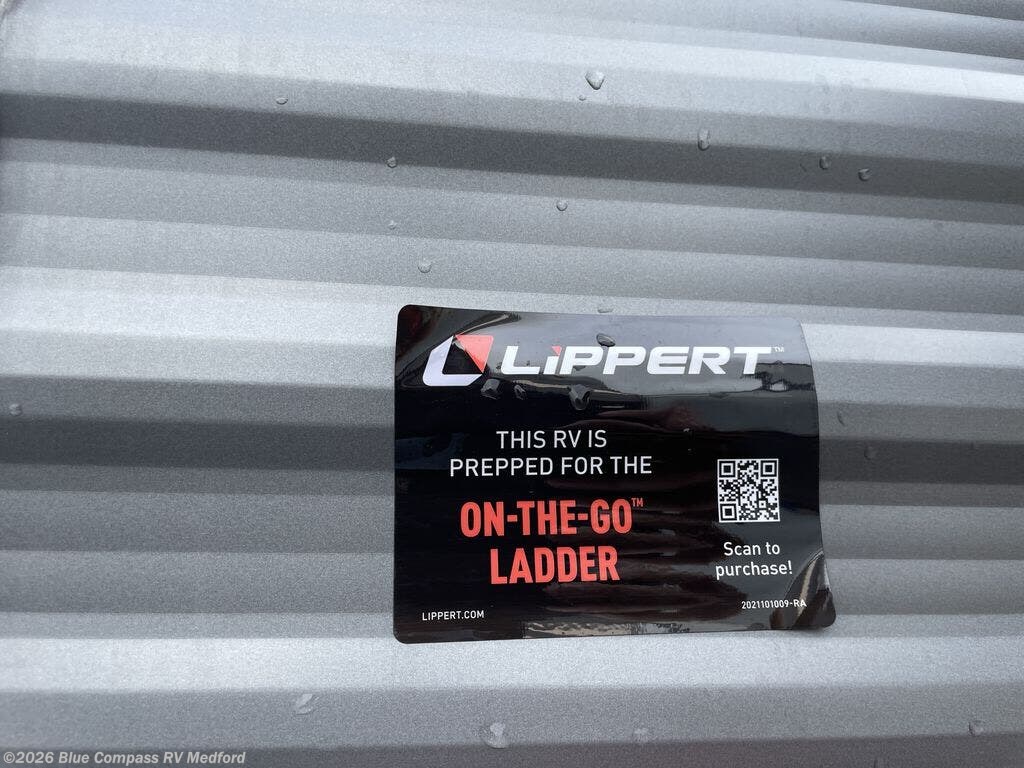 LIPPERT™
THIS RV IS
PREPPED FOR THE
ON-THE-GO™
LADDER
Scan to
purchase!
LIPPERT.COM
2021101009-RA
©2026 Blue Compass RV Medford